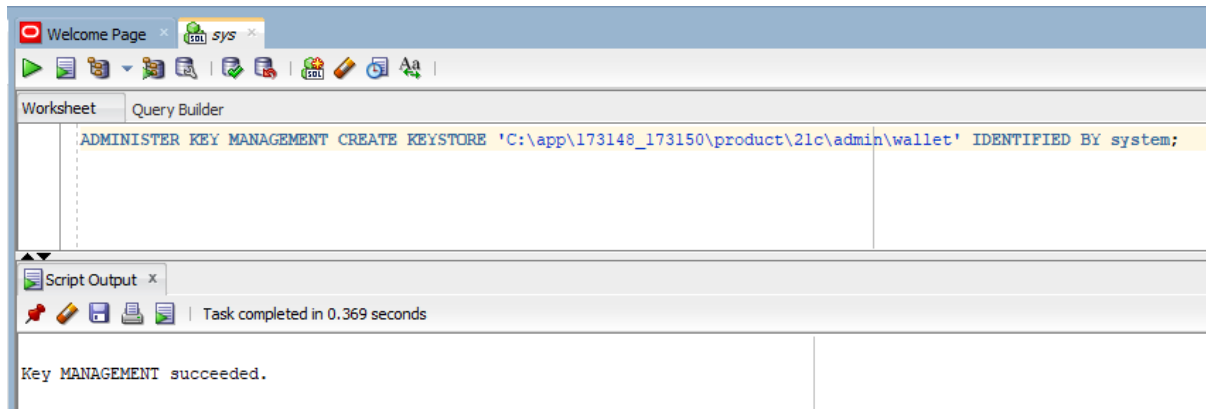 Welcome Page
sys
Worksheet
Query Builder
ADMINISTER KEY MANAGEMENT CREATE KEYSTORE 'C:\app\173148_173150\product\21c\admin\wallet' IDENTIFIED BY system;
Script Output
Task completed in 0.369 seconds
Key MANAGEMENT succeeded.